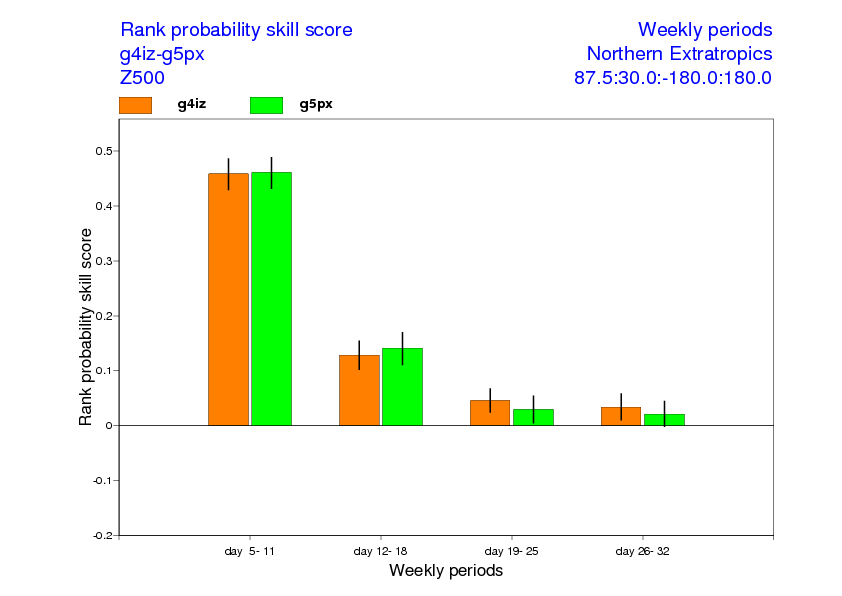 Rank probability skill score
g4iz-g5px
Z500
Weekly periods
Northern Extratropics
87.5:30.0:-180.0:180.0
g4iz g5px
Rank probability skill score
0.5
0.4
0.3
0.2
0.1
0
-0.1
-0.2
day 5- 11 day 12- 18 day 19- 25 day 26- 32
Weekly periods